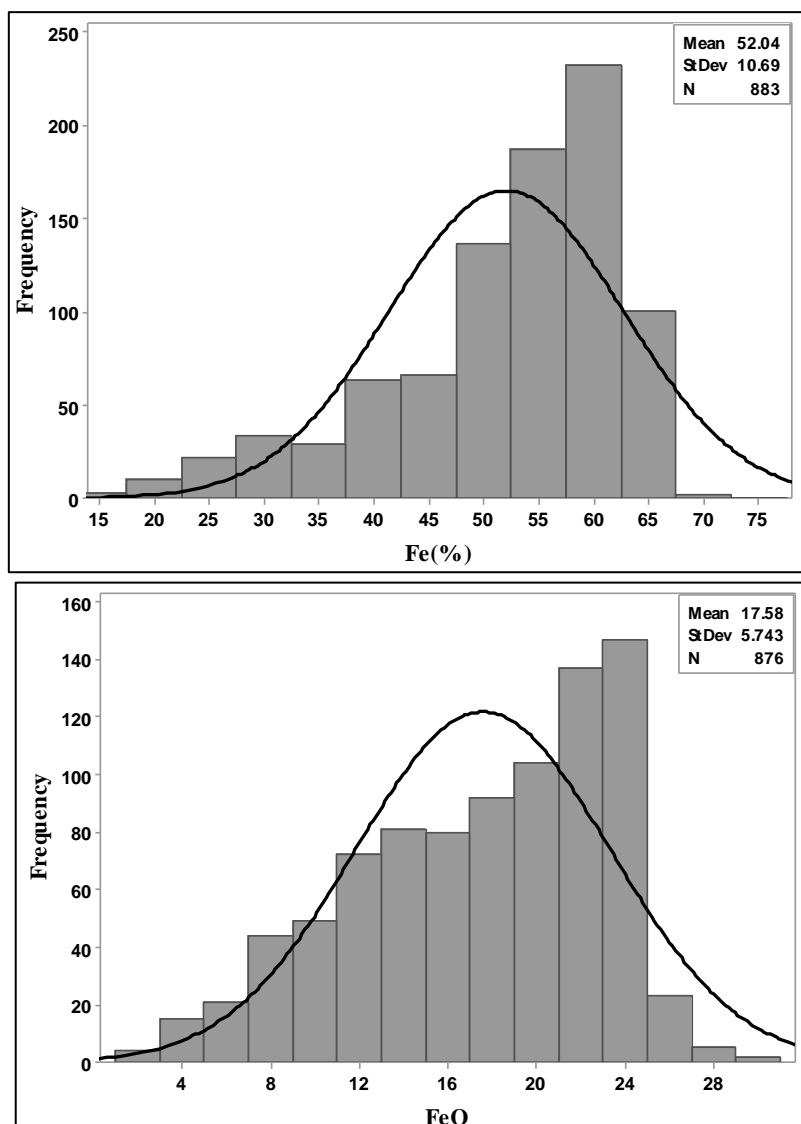 250
200
150
100
50
0
Frequency
Mean 52.04
StDev 10.69
N 883
15 20 25 30 35 40 45 50 55 60 65 70 75
Fe(%)
160
140
120
100
80
60
40
20
0
Frequency
Mean 17.58
StDev 5.743
N 876
4 8 12 16 20 24 28
FeO